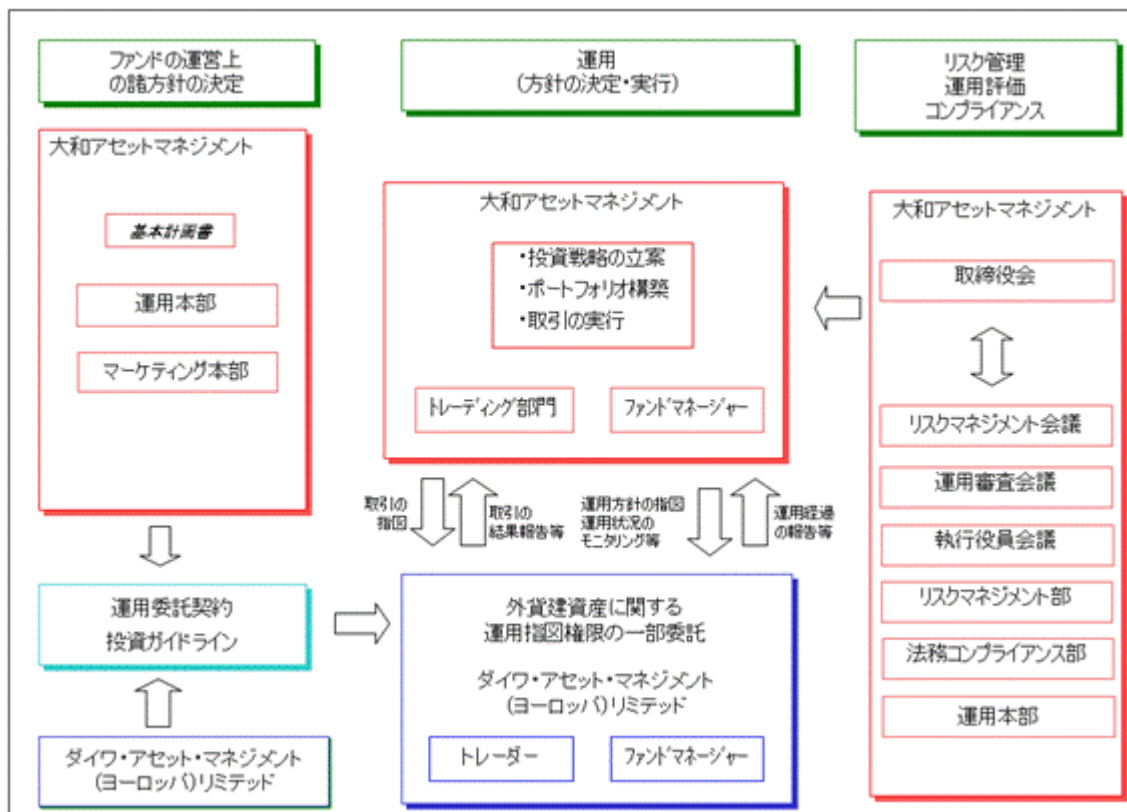 ファンドの運営上
の諸方針の決定
運用
(方針の決定・実行)
リスク管理
運用評価
コンプライアンス
大和アセットマネジメント
基本計画書
運用本部
マーケティング本部
大和アセットマネジメント
・投資戦略の立案
・ポートフォリオ構築
・取引の実行
トレーディング部門
ファンドマネージャー
大和アセットマネジメント
取締役会
リスクマネジメント会議
運用審査会議
執行役員会議
リスクマネジメント部
法務コンプライアンス部
運用本部
取引の
指図
取引の
結果報告等
運用方針の指図
運用状況の
モニタリング等
運用経過
の報告等
運用委託契約
投資ガイドライン
ダイワ・アセット・マネジメント
(ヨーロッパ)リミテッド
外貨建資産に関する
運用指図権限の一部委託
ダイワ・アセット・マネジメント
(ヨーロッパ)リミテッド
トレーダー
ファンドマネージャー